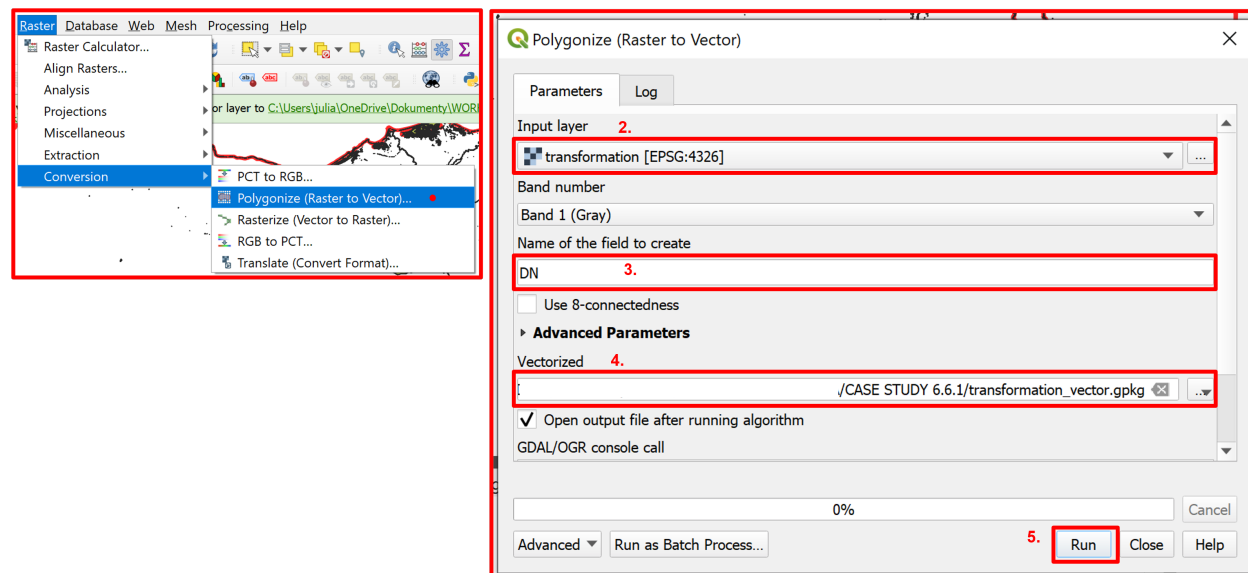 Raster Database Web Mesh Processing Help
Raster Calculator...
Align Rasters...
Analysis
Projections
Miscellaneous
Extraction
Conversion
or layer to C:\Users\julia\OneDrive\Dokumenty\WOR
PCT to RGB...
Polygonize (Raster to Vector)...
Rasterize (Vector to Raster)...
RGB to PCT...
Translate (Convert Format)...
Polygonize (Raster to Vector)
Parameters Log
Input layer 2.
transformation [EPSG:4326]
Band number
Band 1 (Gray)
Name of the field to create
DN 3.
Use 8-connectedness
Advanced Parameters
Vectorized 4.
/CASE STUDY 6.6.1/transformation_vector.gpkg
Open output file after running algorithm
GDAL/OGR console call
0% Cancel
Advanced Run as Batch Process... 5. Run Close Help